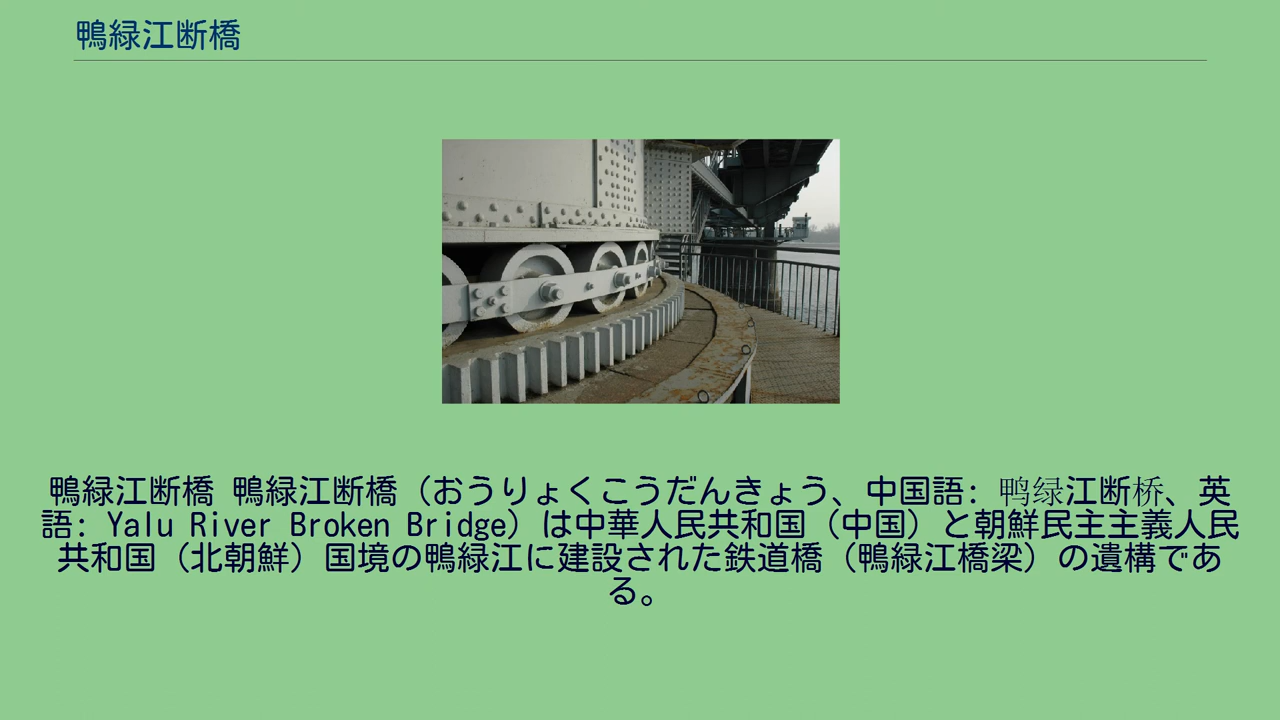 鴨緑江断橋
鴨緑江断橋 鴨緑江断橋（おうりょくこうだんきょう、中国語: 鸭绿江断桥、英
語: Yalu River Broken Bridge）は中華人民共和国（中国）と朝鮮民主主義人民
共和国（北朝鮮）国境の鴨緑江に建設された鉄道橋（鴨緑江橋梁）の遺構であ
る。